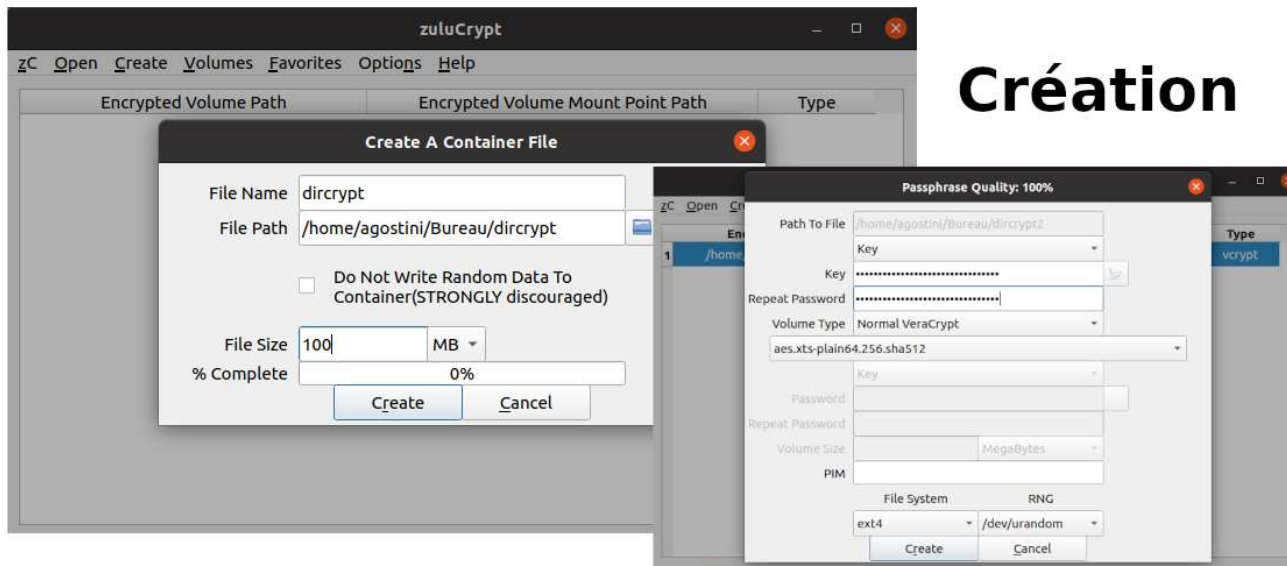 zuluCrypt
zC Open Create Volumes Favorites Options Help
Encrypted Volume Path Encrypted Volume Mount Point Path Type
Création
Create A Container File
File Name dircrypt
File Path /home/agostini/Bureau/dircrypt
Do Not Write Random Data To
Container(STRONGLY discouraged)
File Size 100 MB
% Complete 0%
Create Cancel
Passphrase Quality: 100%
zC Open Cr
En Type
1 /home/ vcrypt
Path To File /home/agostini/Bureau/dircrypt2
Key
Key ••••••••••••••••••••••••••••••••
Repeat Password ••••••••••••••••••••••••••••••••
Volume Type Normal VeraCrypt
aes.xts-plain64.256.sha512
Key
Password
Repeat Password
Volume Size MegaBytes
PIM
File System RNG
ext4 /dev/urandom
Create Cancel